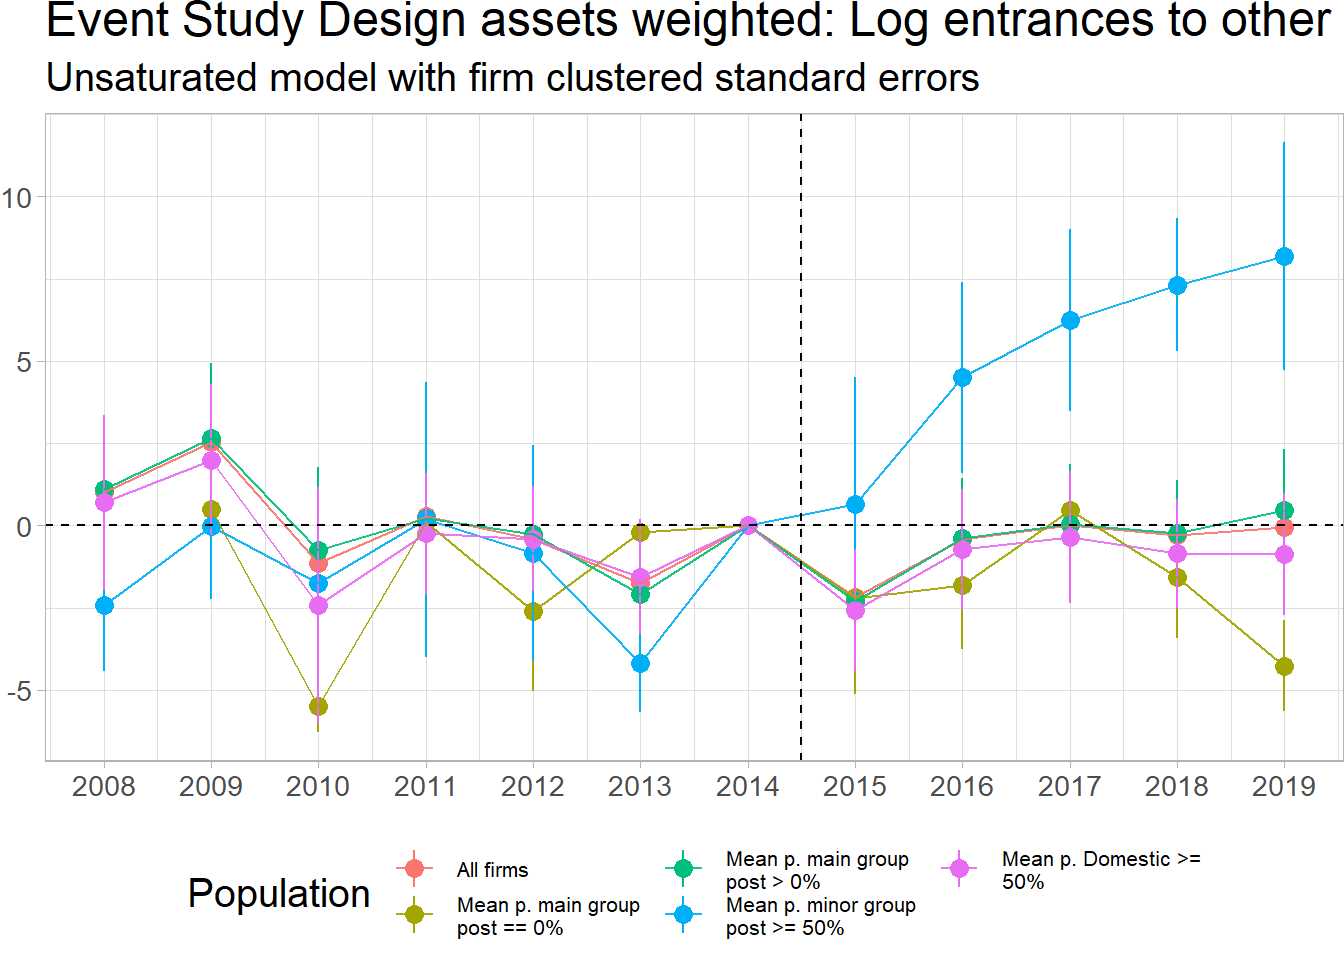 Event Study Design assets weighted: Log entrances to other
Unsaturated model with firm clustered standard errors
10
5
0
-5
2008 2009 2010 2011 2012 2013 2014 2015 2016 2017 2018 2019
Population
All firms
Mean p. main group
post == 0%
Mean p. main group
post > 0%
Mean p. minor group
post >= 50%
Mean p. Domestic >=
50%